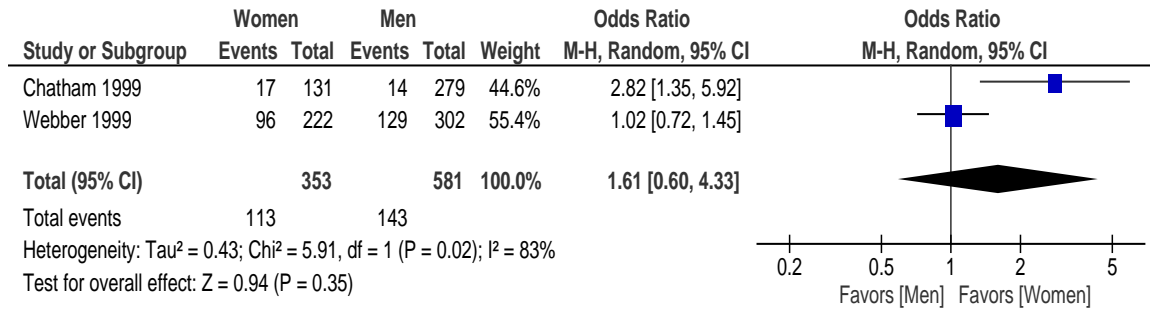 Women Men Odds Ratio Odds Ratio
Study or Subgroup Events Total Events Total Weight M-H, Random, 95% CI M-H, Random, 95% CI
Chatham 1999 17 131 14 279 44.6% 2.82 [1.35, 5.92]
Webber 1999 96 222 129 302 55.4% 1.02 [0.72, 1.45]
Total (95% CI) 353 581 100.0% 1.61 [0.60, 4.33]
Total events 113 143
Heterogeneity: Tau² = 0.43; Chi² = 5.91, df = 1 (P = 0.02); I² = 83%
Test for overall effect: Z = 0.94 (P = 0.35)
0.2 0.5 1 2 5
Favors [Men] Favors [Women]